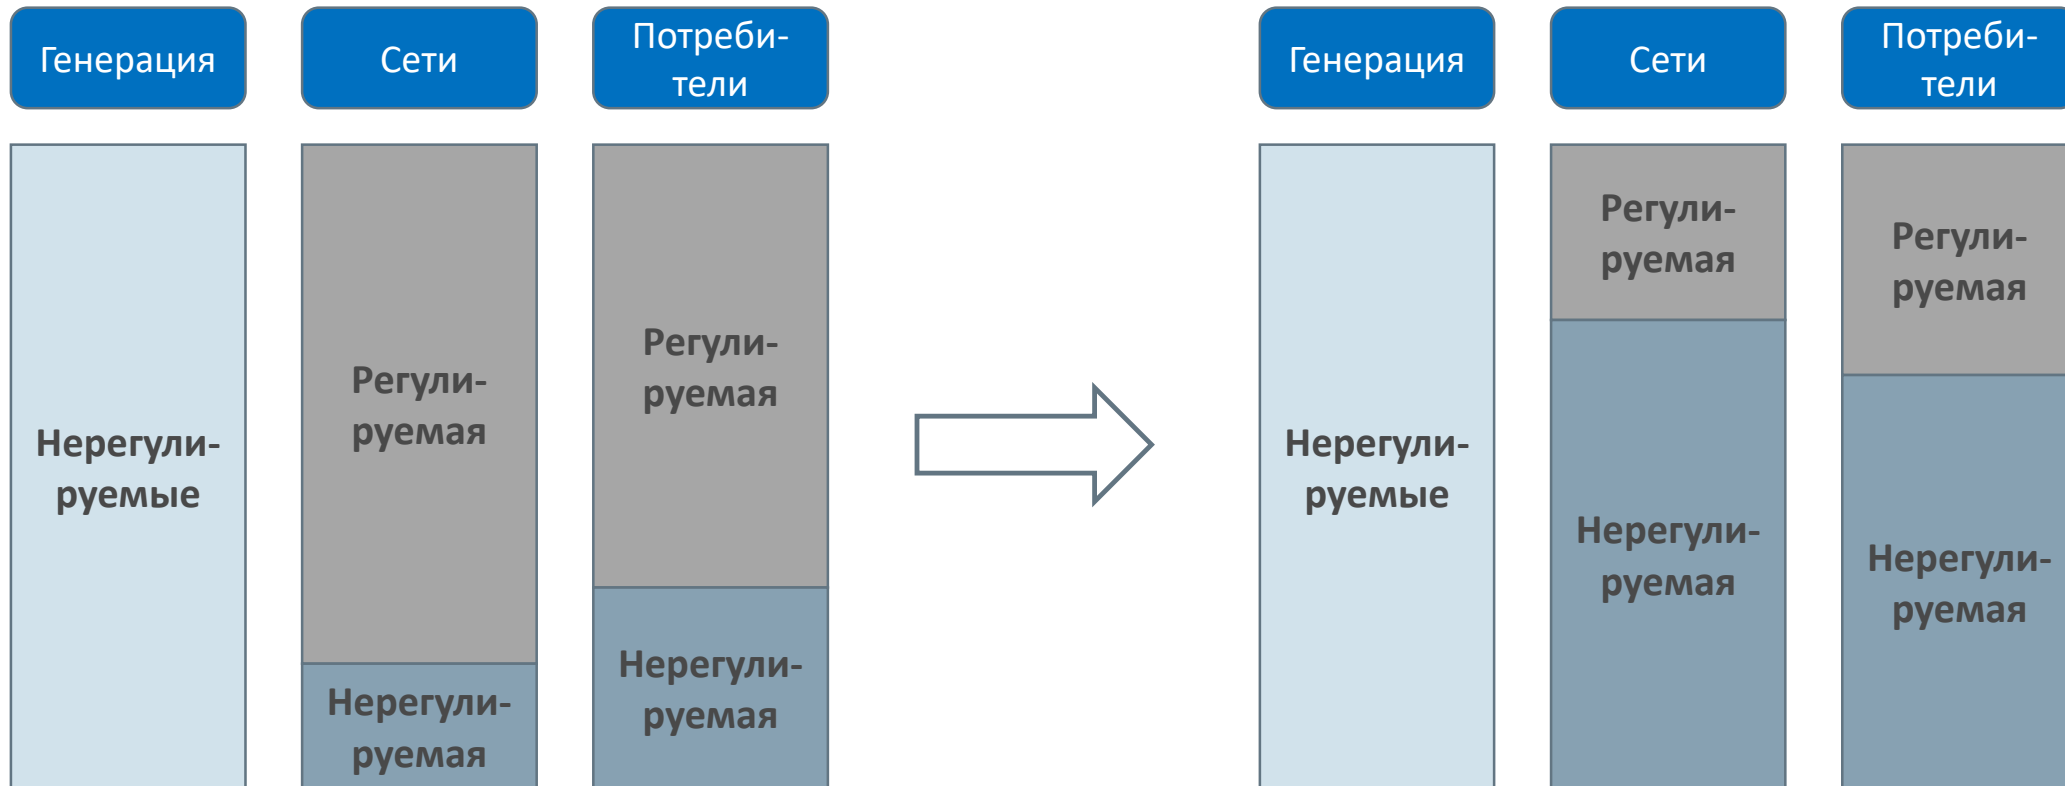 Генерация
Сети
Потреби-
тели
Нерегули-
руемые
Регули-
руемая
Нерегули-
руемая
Регули-
руемая
Нерегули-
руемая
Генерация
Сети
Потреби-
тели
Нерегули-
руемые
Регули-
руемая
Нерегули-
руемая
Регули-
руемая
Нерегули-
руемая